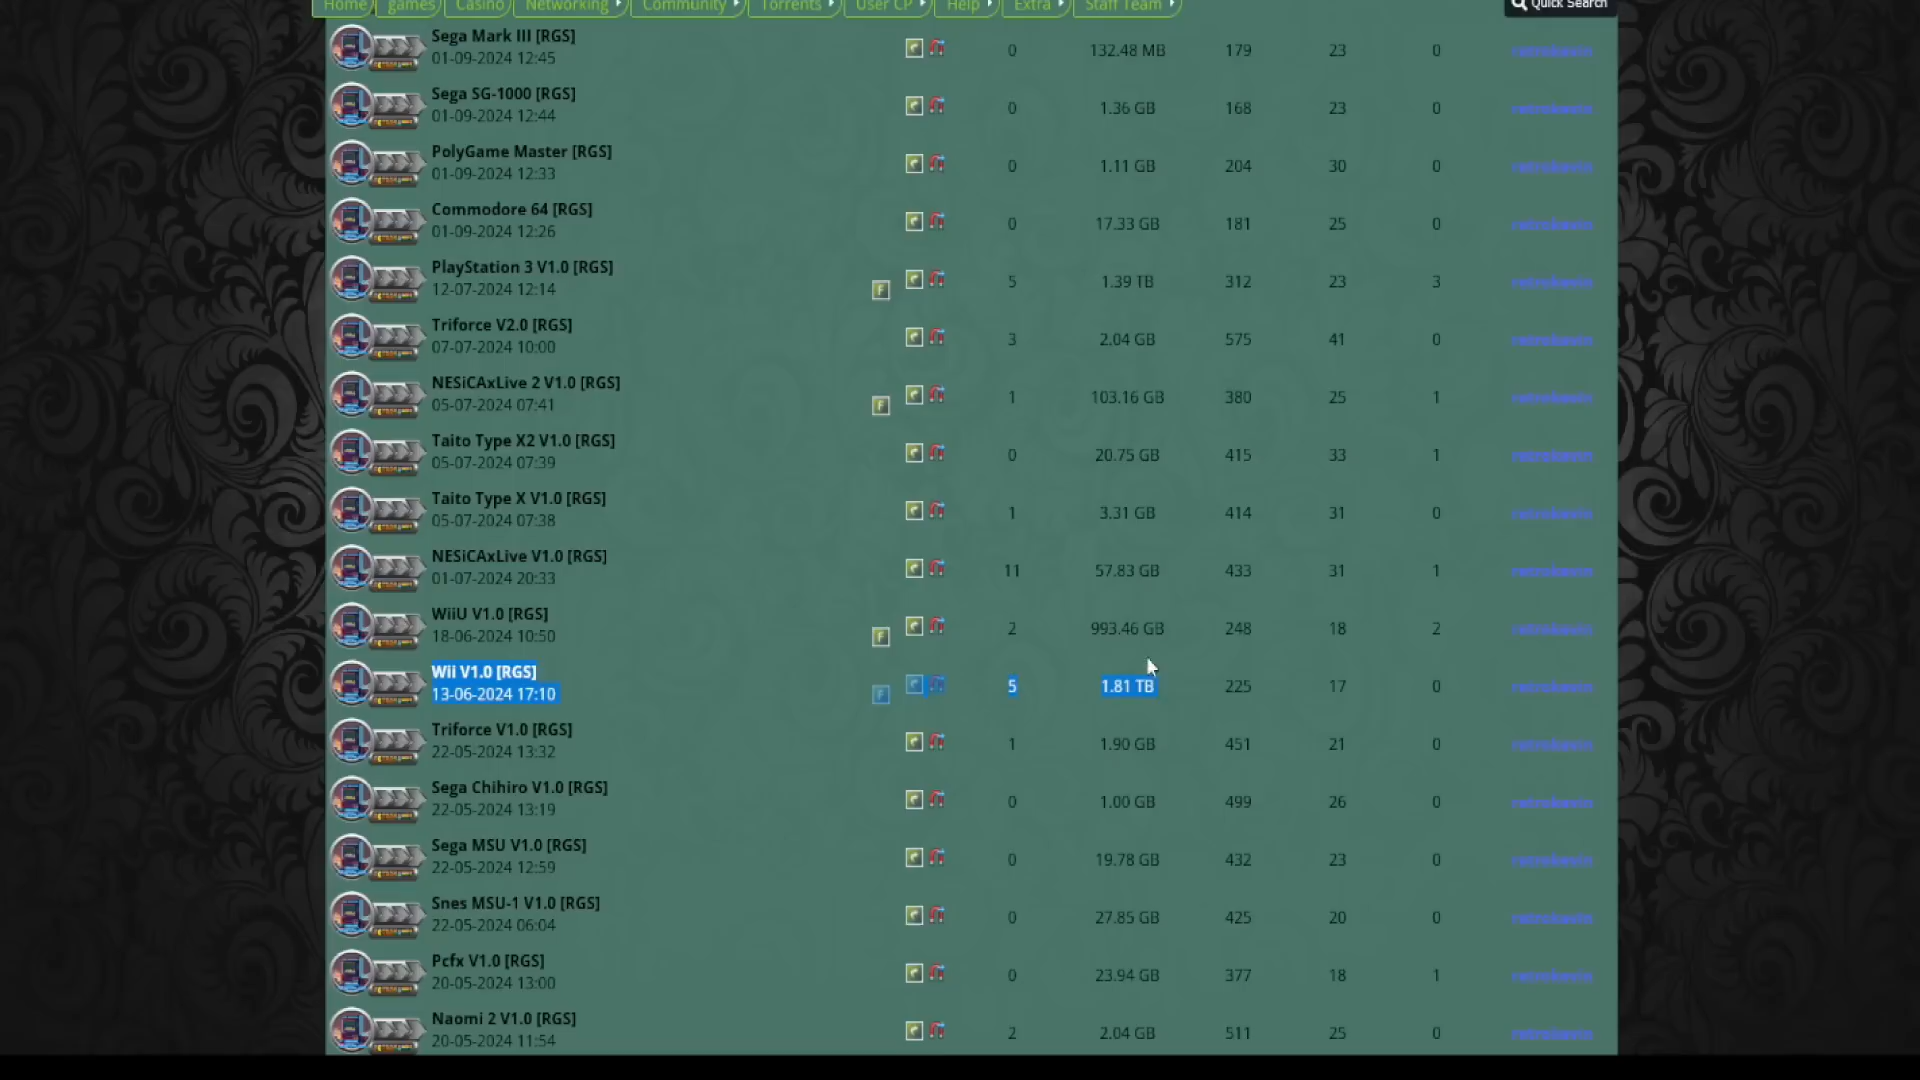 Home games Casino Networking Community Torrents User CP Help Extra Staff Team Quick Search
Sega Mark III [RGS]
01-09-2024 12:45
0 132.48 MB 179 23 0
Sega SG-1000 [RGS]
01-09-2024 12:44
0 1.36 GB 168 23 0
PolyGame Master [RGS]
01-09-2024 12:33
0 1.11 GB 204 30 0
Commodore 64 [RGS]
01-09-2024 12:26
0 17.33 GB 181 25 0
PlayStation 3 V1.0 [RGS]
12-07-2024 12:14
F 5 1.39 TB 312 23 3
Triforce V2.0 [RGS]
07-07-2024 10:00
3 2.04 GB 575 41 0
NESiCAxLive 2 V1.0 [RGS]
05-07-2024 07:41
F 1 103.16 GB 380 25 1
Taito Type X2 V1.0 [RGS]
05-07-2024 07:39
0 20.75 GB 415 33 1
Taito Type X V1.0 [RGS]
05-07-2024 07:38
1 3.31 GB 414 31 0
NESiCAxLive V1.0 [RGS]
01-07-2024 20:33
11 57.83 GB 433 31 1
WiiU V1.0 [RGS]
18-06-2024 10:50
F 2 993.46 GB 248 18 2
Wii V1.0 [RGS]
13-06-2024 17:10
F 5 1.81 TB 225 17 0
Triforce V1.0 [RGS]
22-05-2024 13:32
1 1.90 GB 451 21 0
Sega Chihiro V1.0 [RGS]
22-05-2024 13:19
0 1.00 GB 499 26 0
Sega MSU V1.0 [RGS]
22-05-2024 12:59
0 19.78 GB 432 23 0
Snes MSU-1 V1.0 [RGS]
22-05-2024 06:04
0 27.85 GB 425 20 0
Pcfx V1.0 [RGS]
20-05-2024 13:00
0 23.94 GB 377 18 1
Naomi 2 V1.0 [RGS]
20-05-2024 11:54
2 2.04 GB 511 25 0